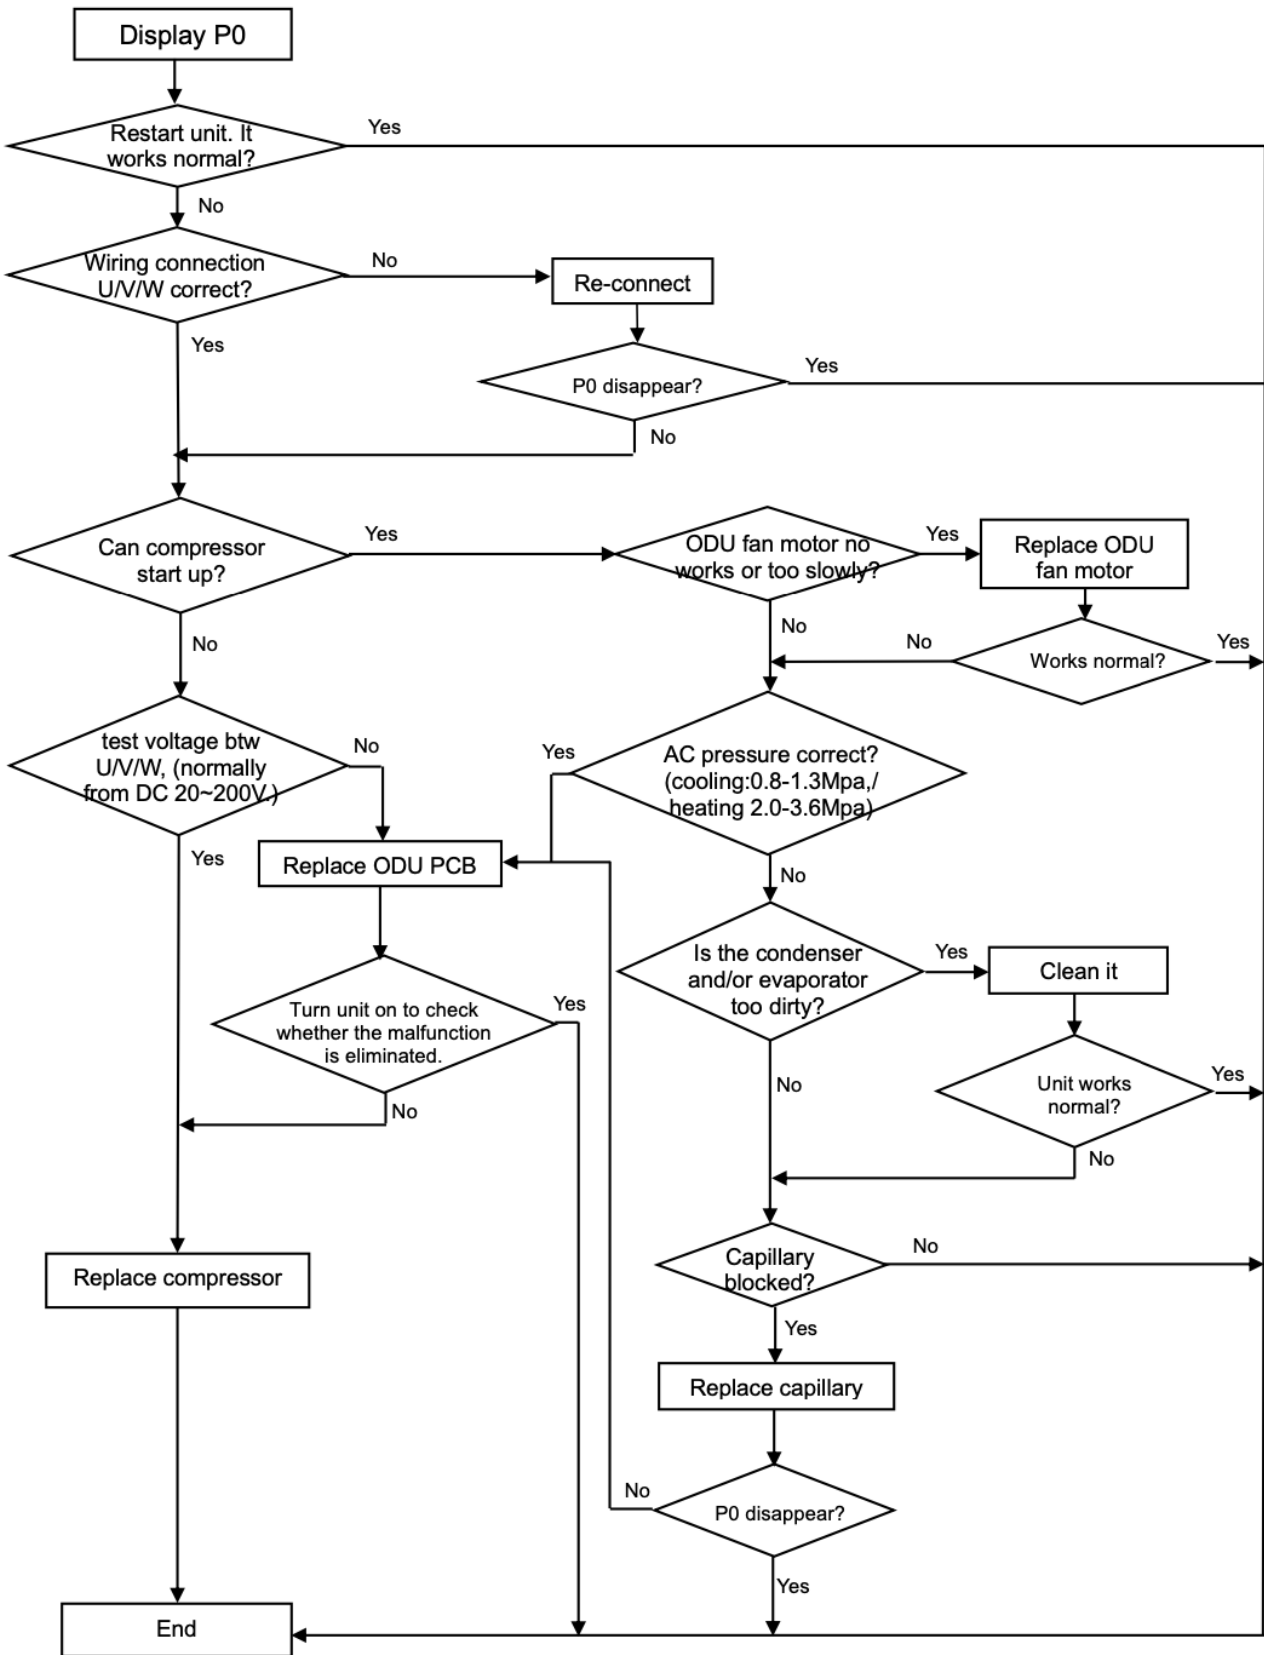 Display P0
Restart unit. It
works normal?
Yes
No
Wiring connection
U/V/W correct?
No
Re-connect
Yes
P0 disappear?
Yes
No
Can compressor
start up?
Yes
ODU fan motor no
works or too slowly?
Yes
Replace ODU
fan motor
No
No
No
Works normal?
Yes
test voltage btw
U/V/W, (normally
from DC 20~200V.)
No
Yes
AC pressure correct?
(cooling:0.8-1.3Mpa,/
heating 2.0-3.6Mpa)
Yes
Replace ODU PCB
No
Is the condenser
and/or evaporator
too dirty?
Yes
Clean it
Turn unit on to check
whether the malfunction
is eliminated.
Yes
No
No
Unit works
normal?
Yes
No
Capillary
blocked?
No
Replace compressor
Yes
Replace capillary
No
P0 disappear?
Yes
End